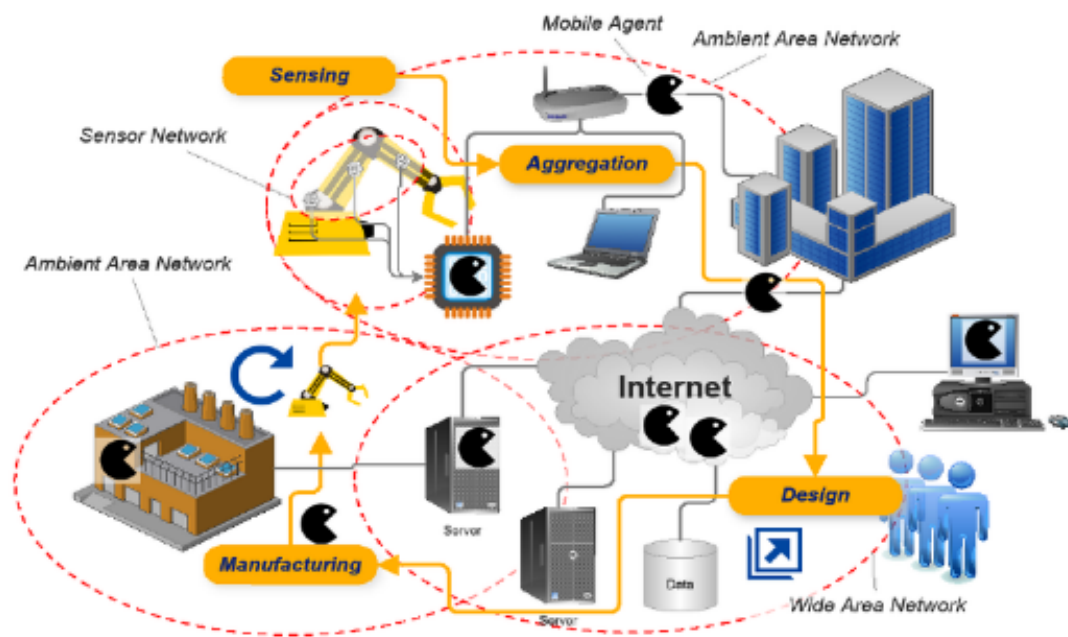 Mobile Agent
Ambient Area Network
Sensing
Sensor Network
Aggregation
Ambient Area Network
Internet
Design
Server
Manufacturing
Data
Server
Wide Area Network